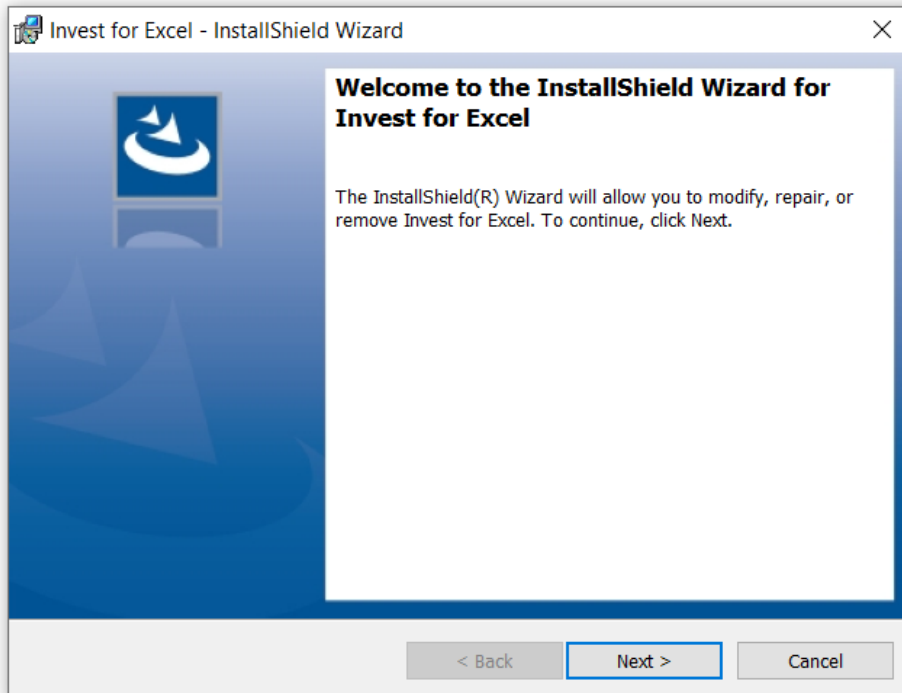 Invest for Excel - InstallShield Wizard
Welcome to the InstallShield Wizard for
Invest for Excel
The InstallShield(R) Wizard will allow you to modify, repair, or
remove Invest for Excel. To continue, click Next.
< Back
Next >
Cancel